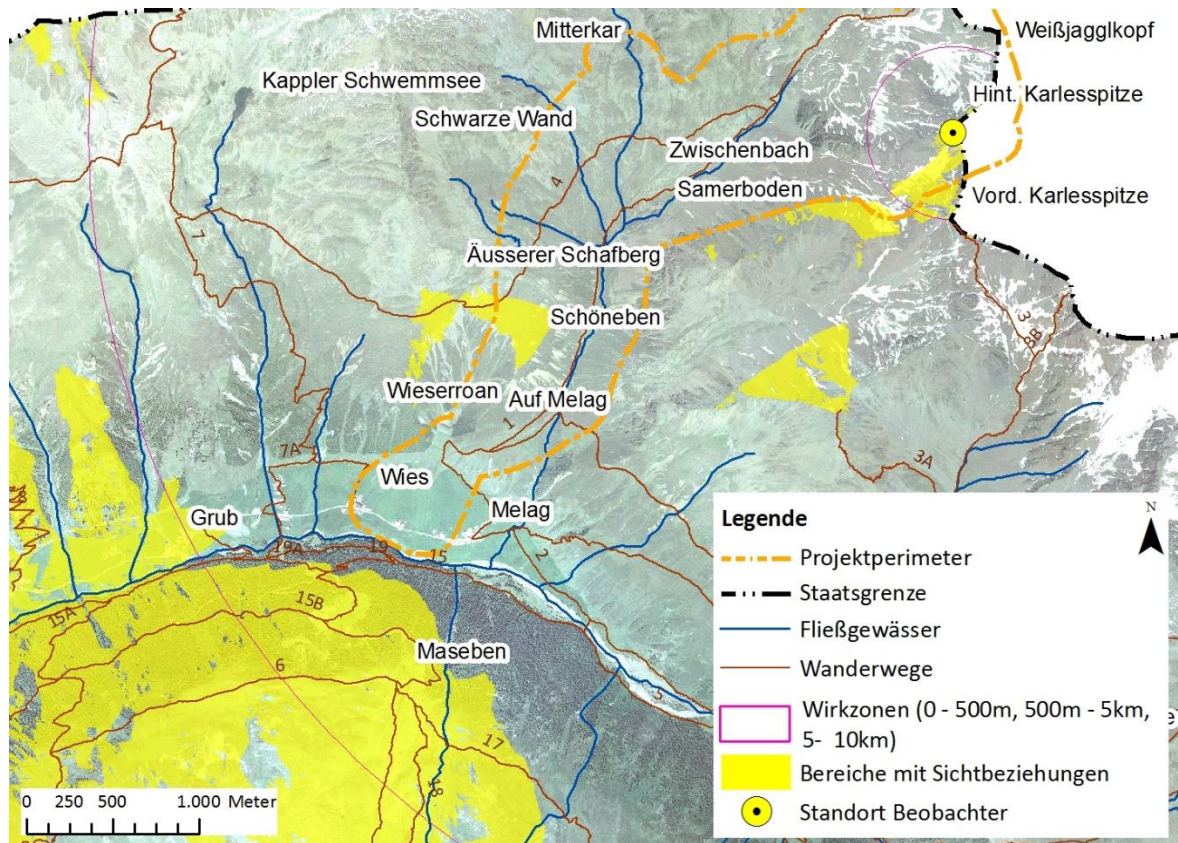 Mitterkar
Weißjagglkopf
Kappler Schwemmsee
Hint. Karlesspitze
Schwarze Wand
Zwischenbach
4
Samerboden
Vord. Karlesspitze
7
Äusserer Schafberg
Schöneben
3
3B
Wieserroan
Auf Melag
1
7A
3A
Wies
Grub
Melag
19A
19
15
2
15A
15B
Maseben
6
5
17
18
0 250 500 1.000 Meter
Legende
N
Projektperimeter
Staatsgrenze
Fließgewässer
Wanderwege
Wirkzonen (0 - 500m, 500m - 5km,
5- 10km)
e
Bereiche mit Sichtbeziehungen
Standort Beobachter